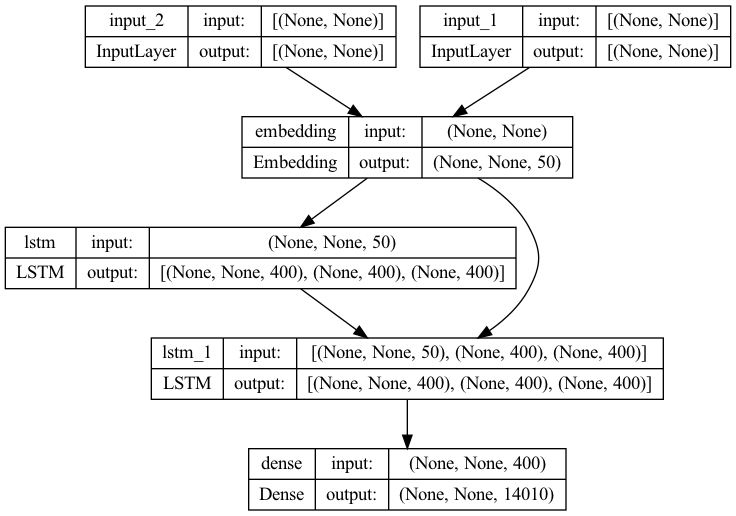 input_2 input: [(None, None)]
InputLayer output: [(None, None)]
input_1 input: [(None, None)]
InputLayer output: [(None, None)]
embedding input: (None, None)
Embedding output: (None, None, 50)
lstm input: (None, None, 50)
LSTM output: [(None, None, 400), (None, 400), (None, 400)]
lstm_1 input: [(None, None, 50), (None, 400), (None, 400)]
LSTM output: [(None, None, 400), (None, 400), (None, 400)]
dense input: (None, None, 400)
Dense output: (None, None, 14010)